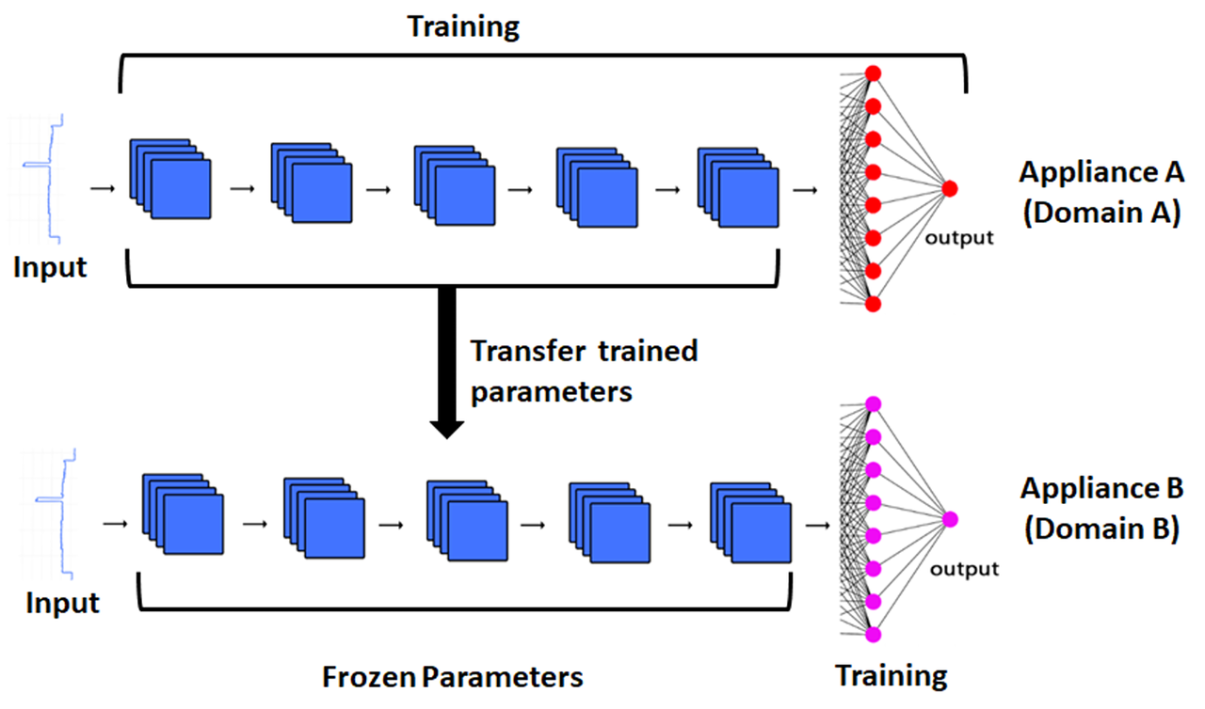 Training
Input
output
Appliance A
(Domain A)
Transfer trained
parameters
Input
output
Appliance B
(Domain B)
Frozen Parameters
Training